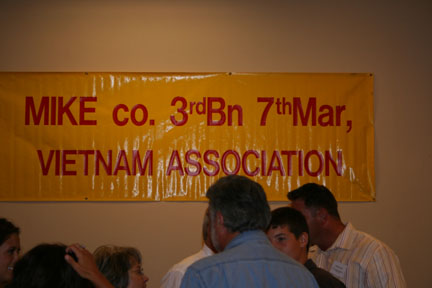 MIKE co. 3rdBn 7thMar,
VIETNAM ASSOCIATION